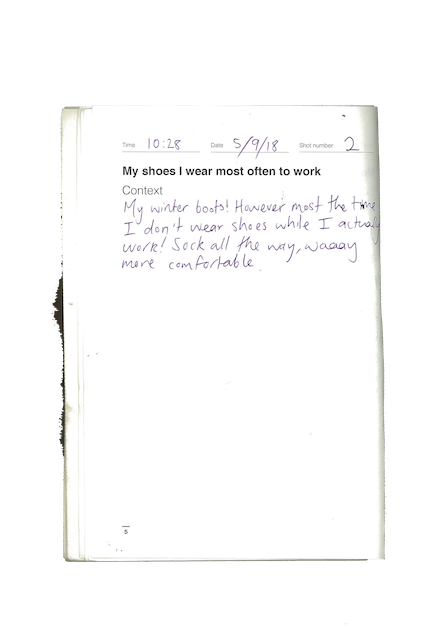 Time 10:28 Date 5/9/18 Shot number 2
My shoes I wear most often to work
Context
My winter boots! However most the time
I don't wear shoes while I actually
work! Sock all the way, waaay
more comfortable.
5